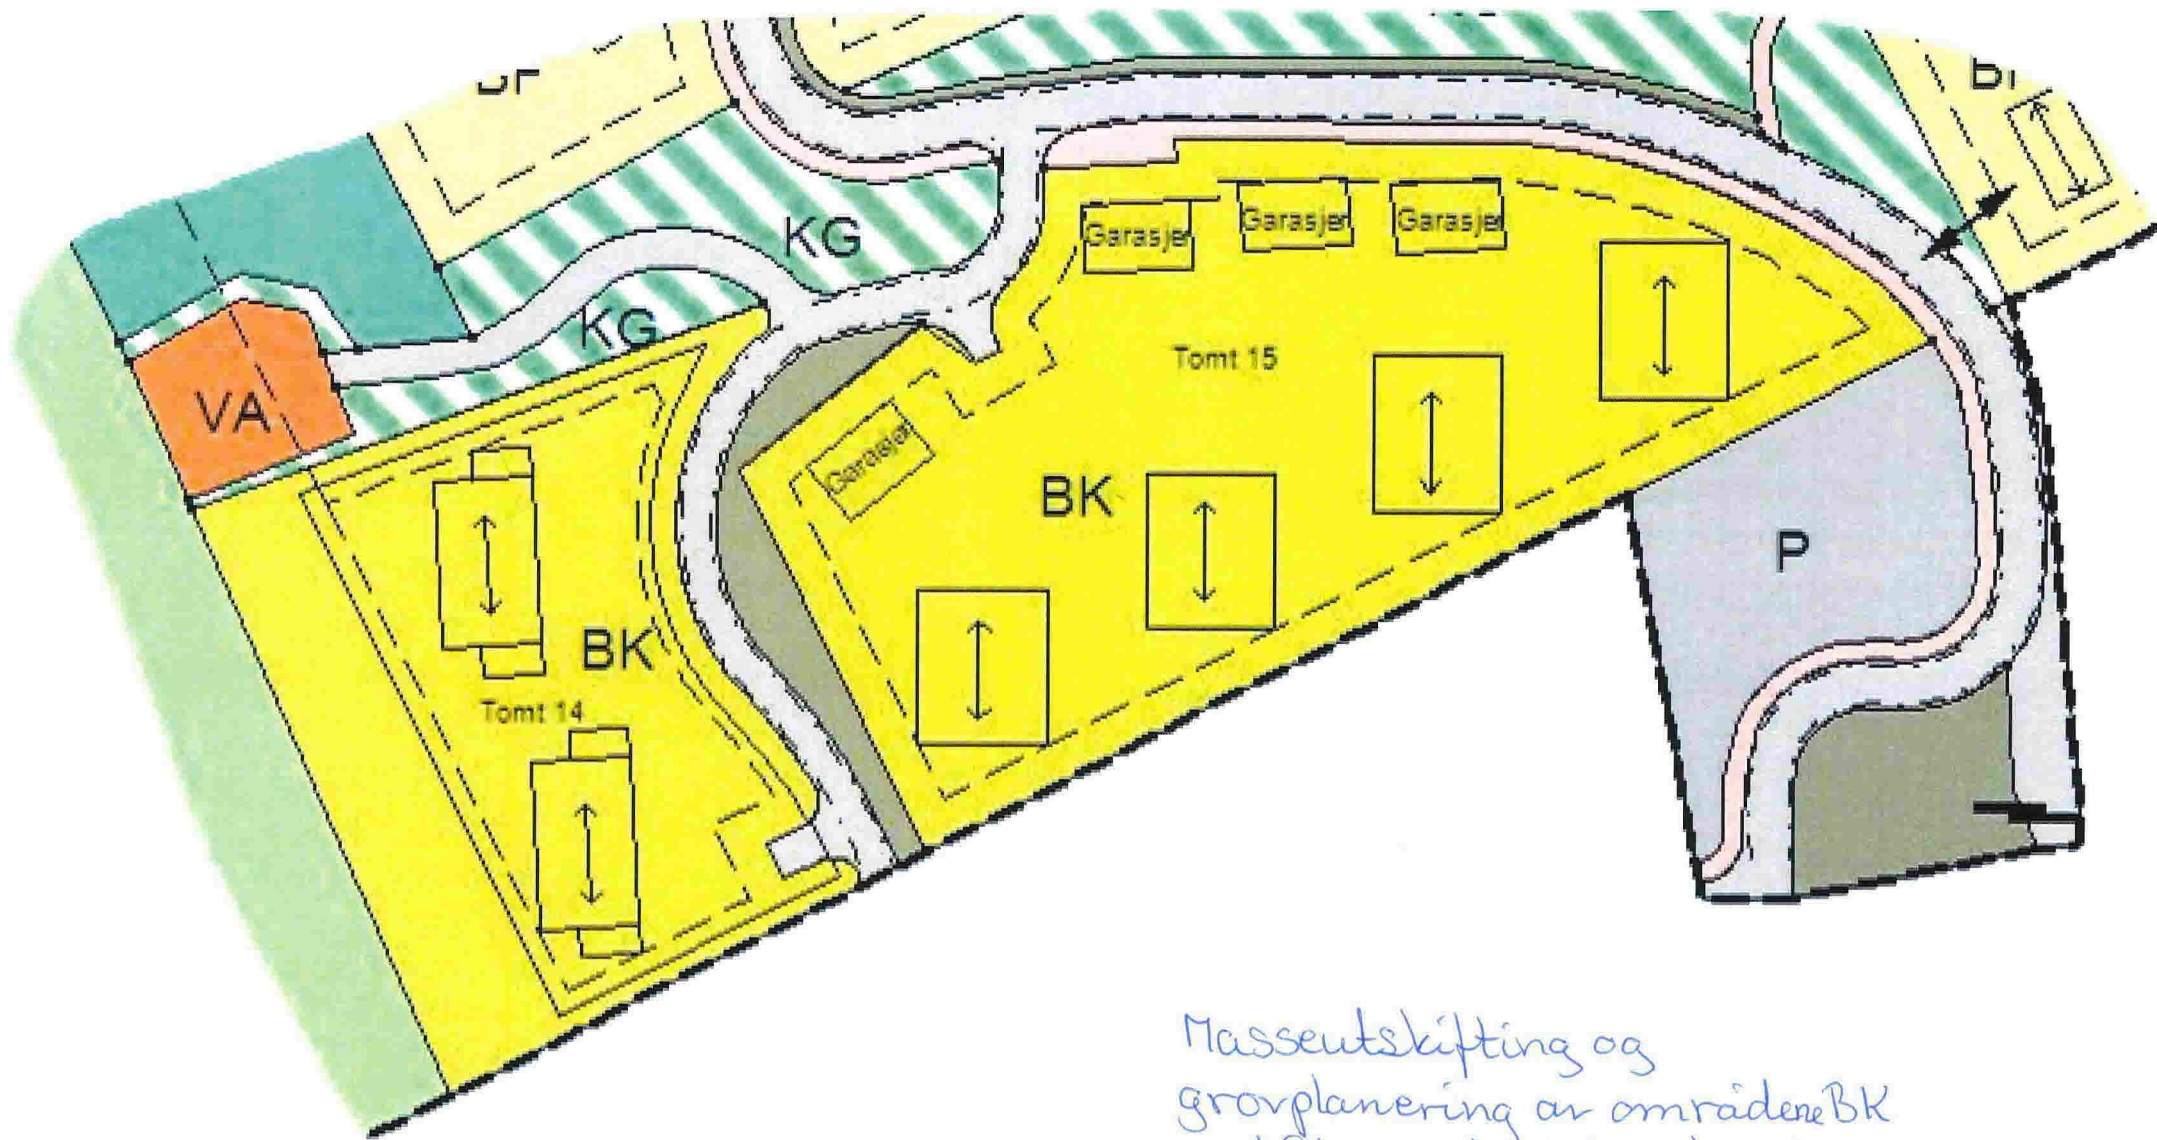 KG
KG
VA
Garasjer
Garasjer
Garasjer
Tomt 15
Garasjer
BK
P
BK
Tomt 14
Masseutskifting og
grovplanering av områdene BK